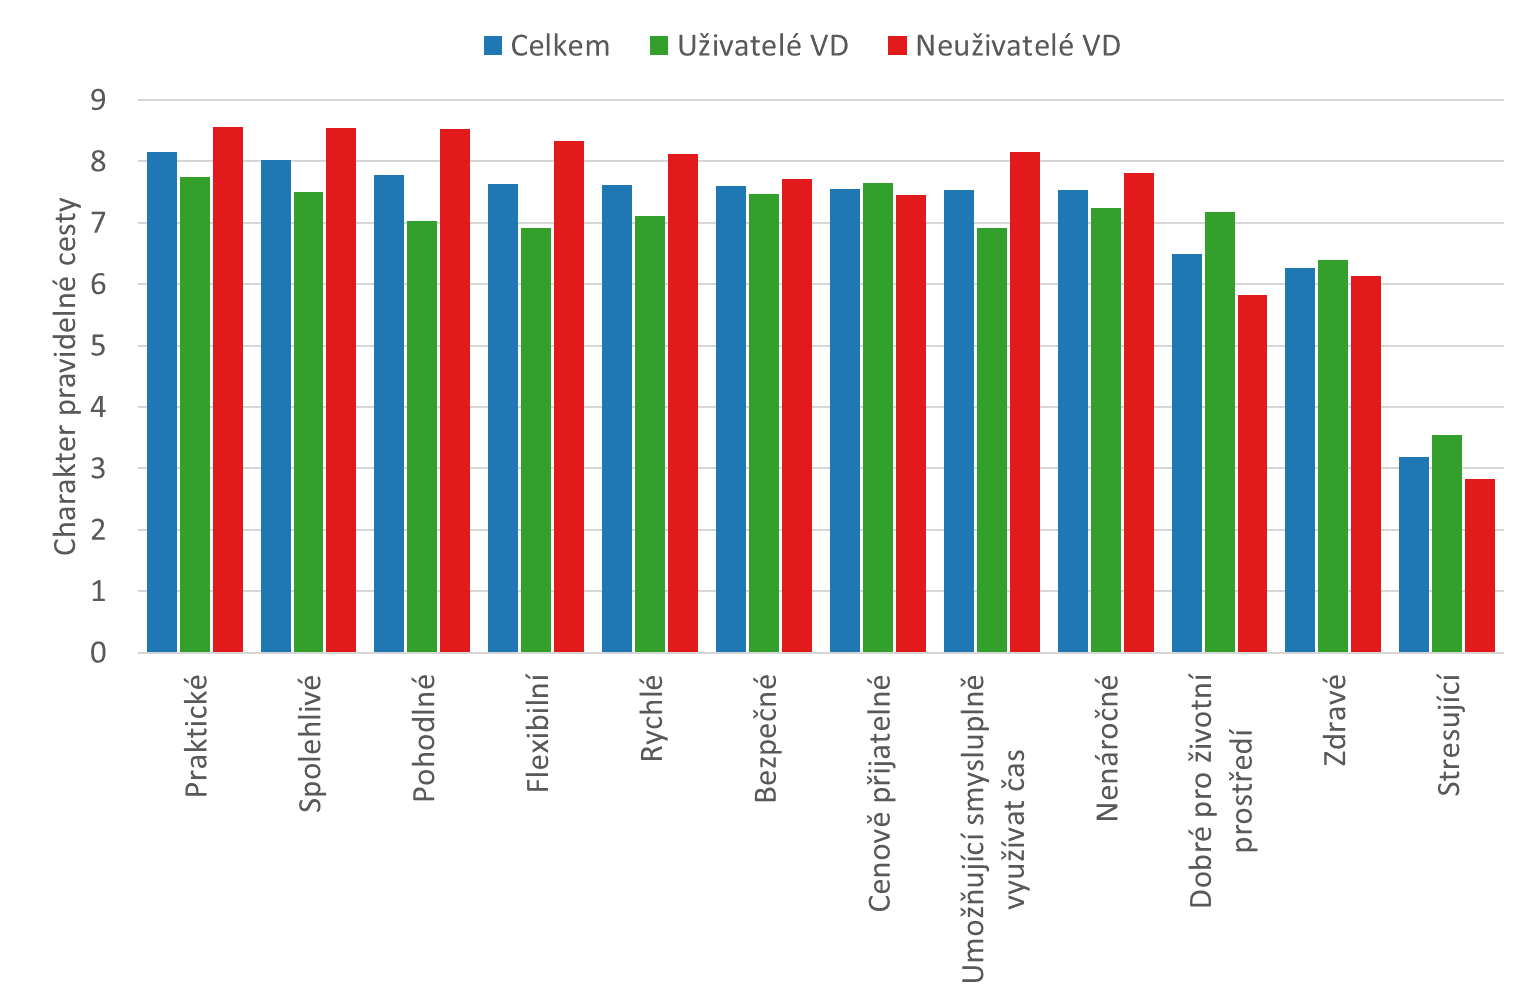 Celkem
Uživatelé VD
Neuživatelé VD
Charakter pravidelné cesty
9
8
7
6
5
4
3
2
1
0
Praktické
Spolehlivé
Pohodlné
Flexibilní
Rychlé
Bezpečné
Cenově přijatelné
Umožňující smysluplně
využívat čas
Nenáročné
Dobré pro životní
prostředí
Zdravé
Stresující